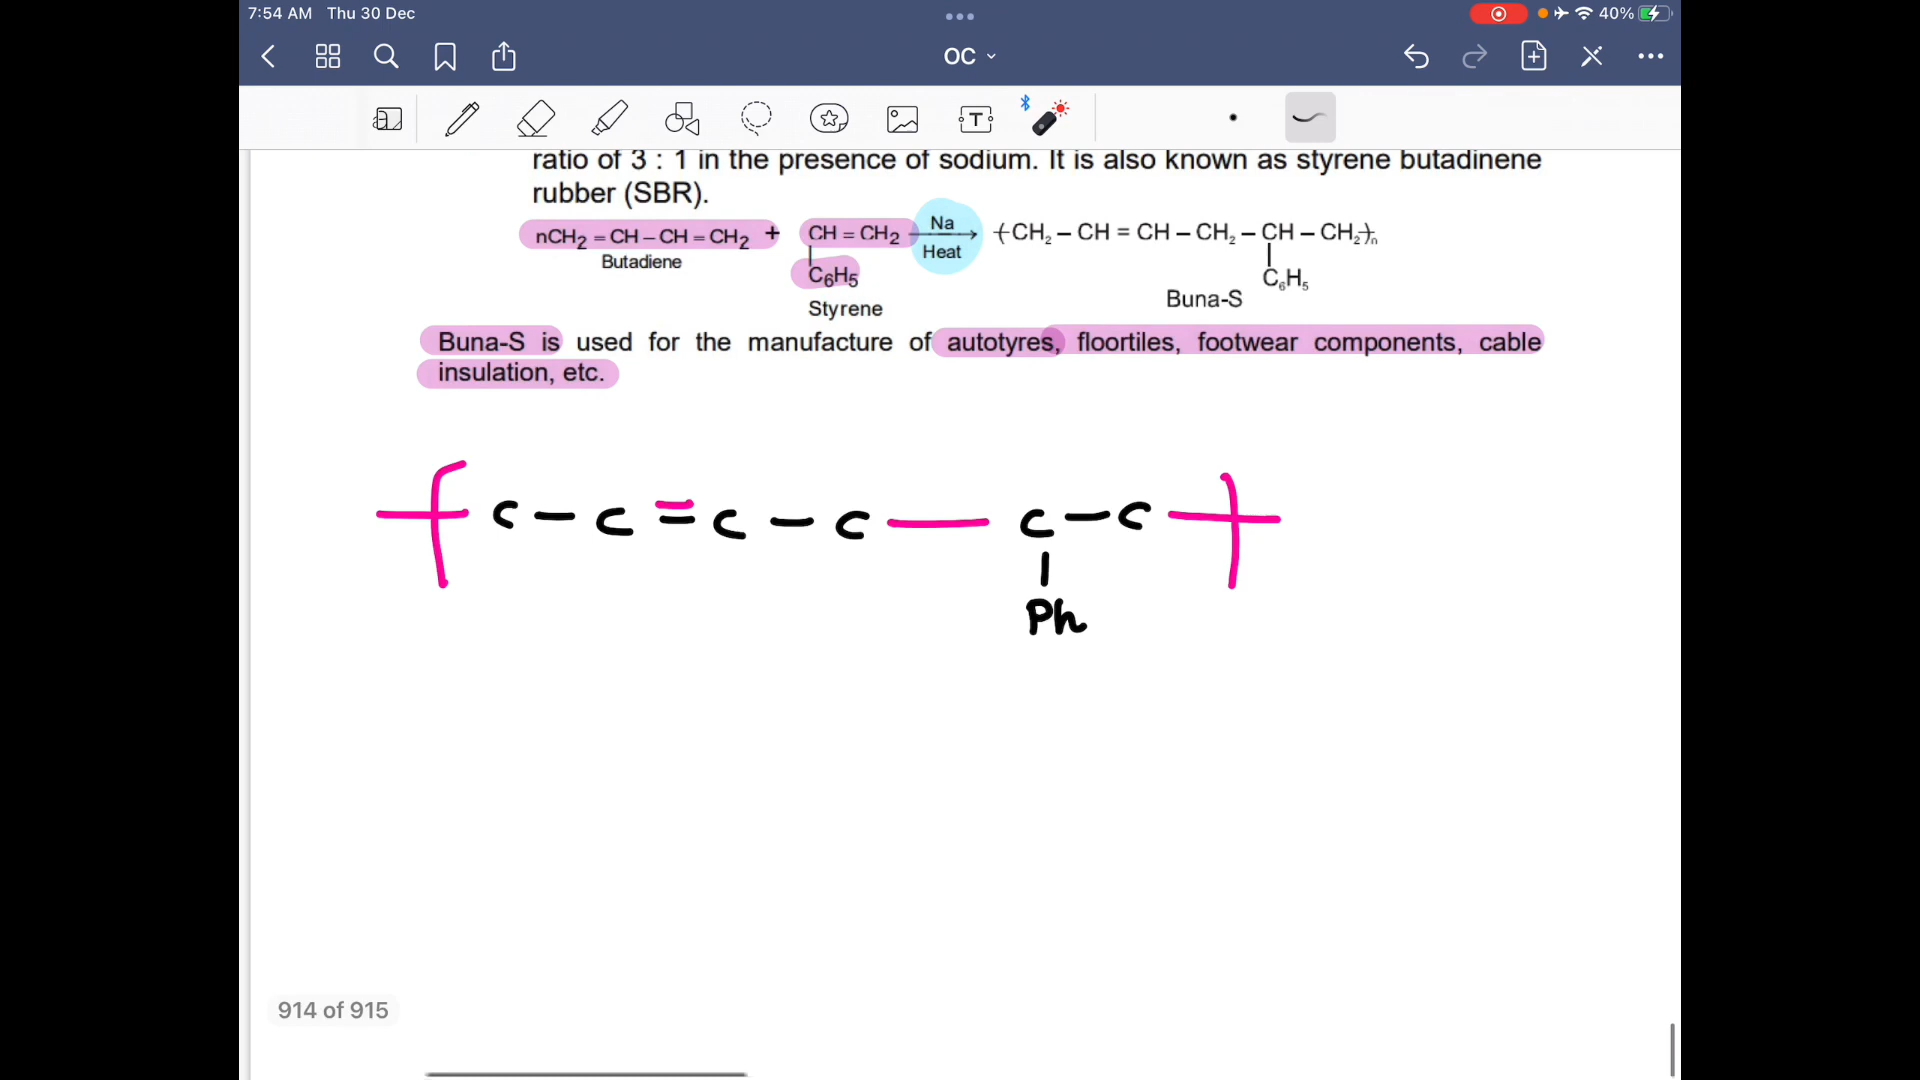 7:54 AM Thu 30 Dec 40%
OC
T
ratio of 3 : 1 in the presence of sodium. It is also known as styrene butadinene
rubber (SBR).
nCH₂ = CH – CH = CH₂ + CH = CH₂ Na (CH₂ – CH = CH – CH₂ – CH – CH₂)ₙ
Butadiene Heat
C₆H₅ C₆H₅
Styrene Buna-S
Buna-S is used for the manufacture of autotyres, floortiles, footwear components, cable
insulation, etc.
C – C = C – C — C – C
Ph
914 of 915